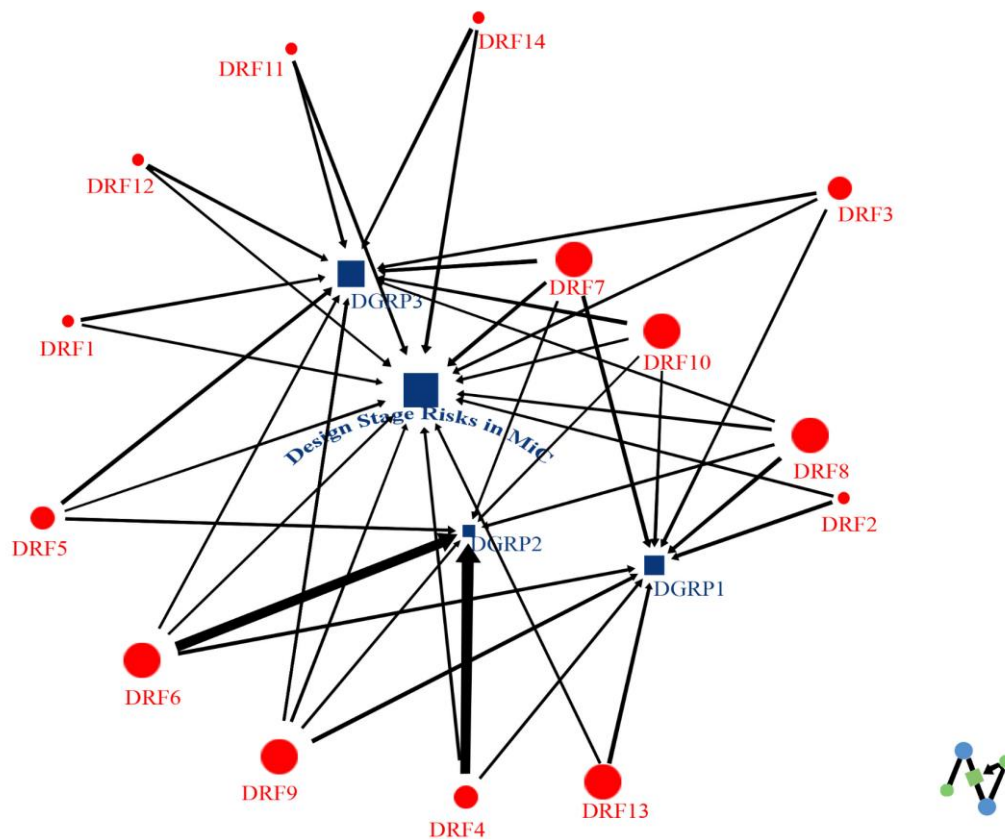 DRF14
DRF11
DRF12
DRF3
DRF7
DGRP3
DRF1
DRF10
Design Stage Risks in MiC
DRF8
DRF2
DRF5
DGRP2
DGRP1
DRF6
DRF9
DRF13
DRF4